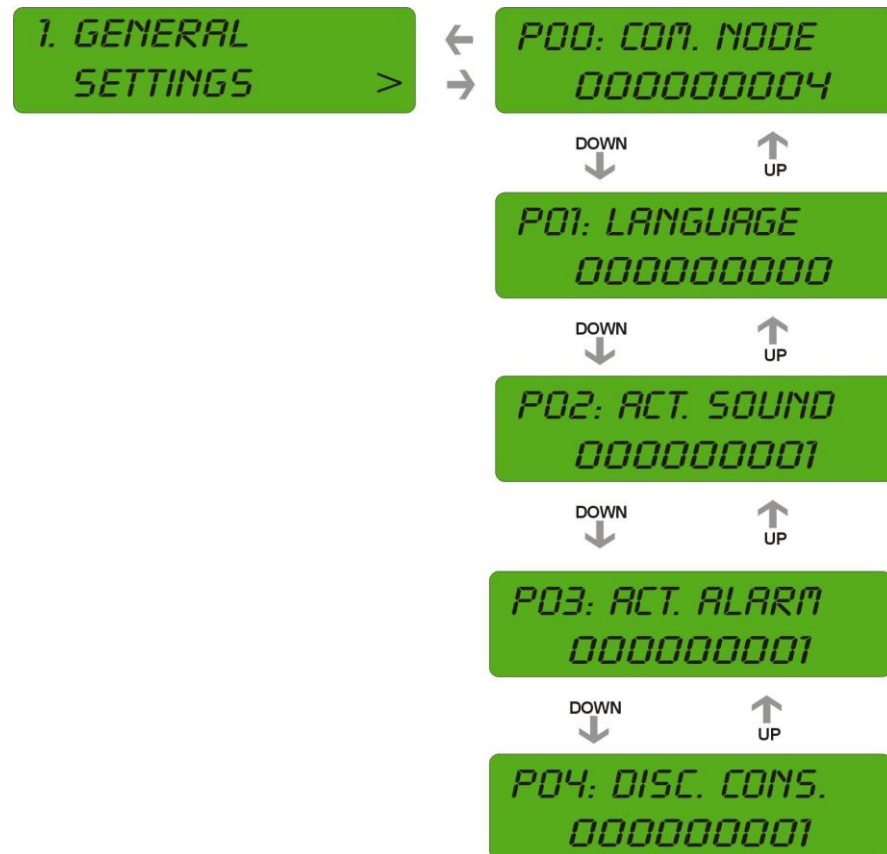 1. GENERAL
SETTINGS >
P00: COM. NODE
000000004
DOWN
UP
P01: LANGUAGE
000000000
DOWN
UP
P02: ACT. SOUND
000000001
DOWN
UP
P03: ACT. ALARM
000000001
DOWN
UP
P04: DISC. CONS.
000000001